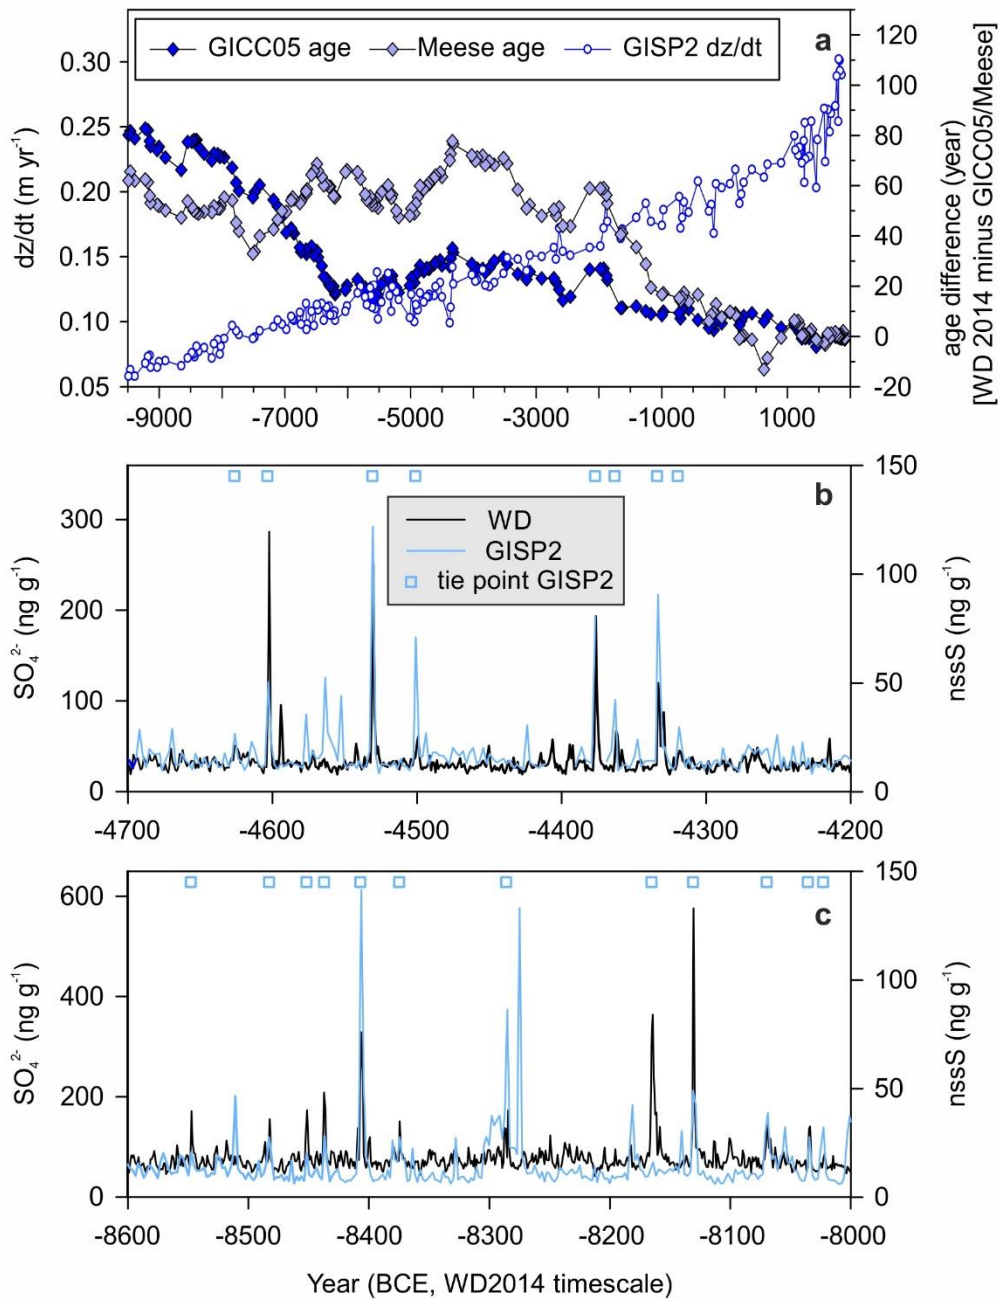 GICC05 age Meese age GISP2 dz/dt a
0.30
0.25
0.20
0.15
0.10
0.05
dz/dt (m yr-1)
120
100
80
60
40
20
0
-20
age difference (year)
[WD 2014 minus GICC05/Meese]
-9000 -7000 -5000 -3000 -1000 1000
b
WD
GISP2
tie point GISP2
300
200
100
0
SO₄²⁻ (ng g⁻¹)
150
100
50
0
nssS (ng g⁻¹)
-4700 -4600 -4500 -4400 -4300 -4200
c
600
400
200
0
SO₄²⁻ (ng g⁻¹)
150
100
50
0
nssS (ng g⁻¹)
-8600 -8500 -8400 -8300 -8200 -8100 -8000
Year (BCE, WD2014 timescale)